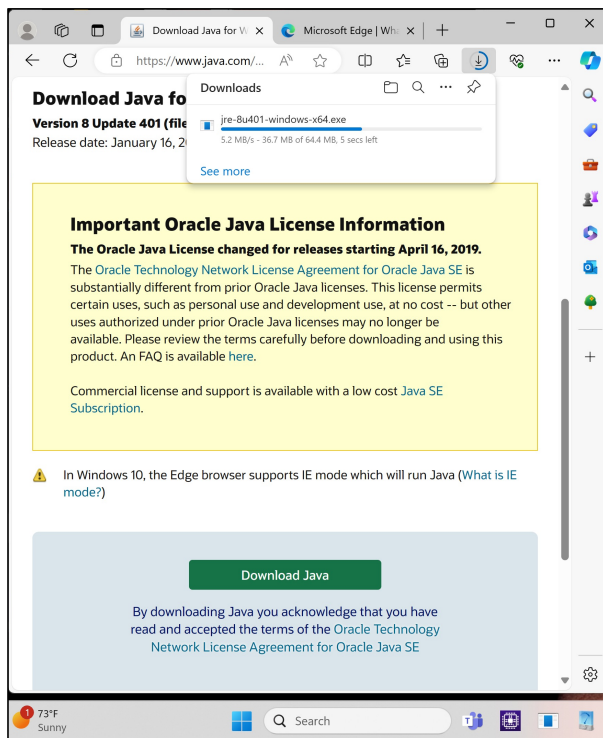 Download Java for W
Microsoft Edge | Wha
https://www.java.com/...
Downloads
jre-8u401-windows-x64.exe
5.2 MB/s - 36.7 MB of 64.4 MB, 5 secs left
See more
Download Java fo
Version 8 Update 401 (file
Release date: January 16, 2
Important Oracle Java License Information
The Oracle Java License changed for releases starting April 16, 2019.
The Oracle Technology Network License Agreement for Oracle Java SE is
substantially different from prior Oracle Java licenses. This license permits
certain uses, such as personal use and development use, at no cost -- but other
uses authorized under prior Oracle Java licenses may no longer be
available. Please review the terms carefully before downloading and using this
product. An FAQ is available here.
Commercial license and support is available with a low cost Java SE
Subscription.
In Windows 10, the Edge browser supports IE mode which will run Java (What is IE
mode?)
Download Java
By downloading Java you acknowledge that you have
read and accepted the terms of the Oracle Technology
Network License Agreement for Oracle Java SE
1
73°F
Sunny
Search